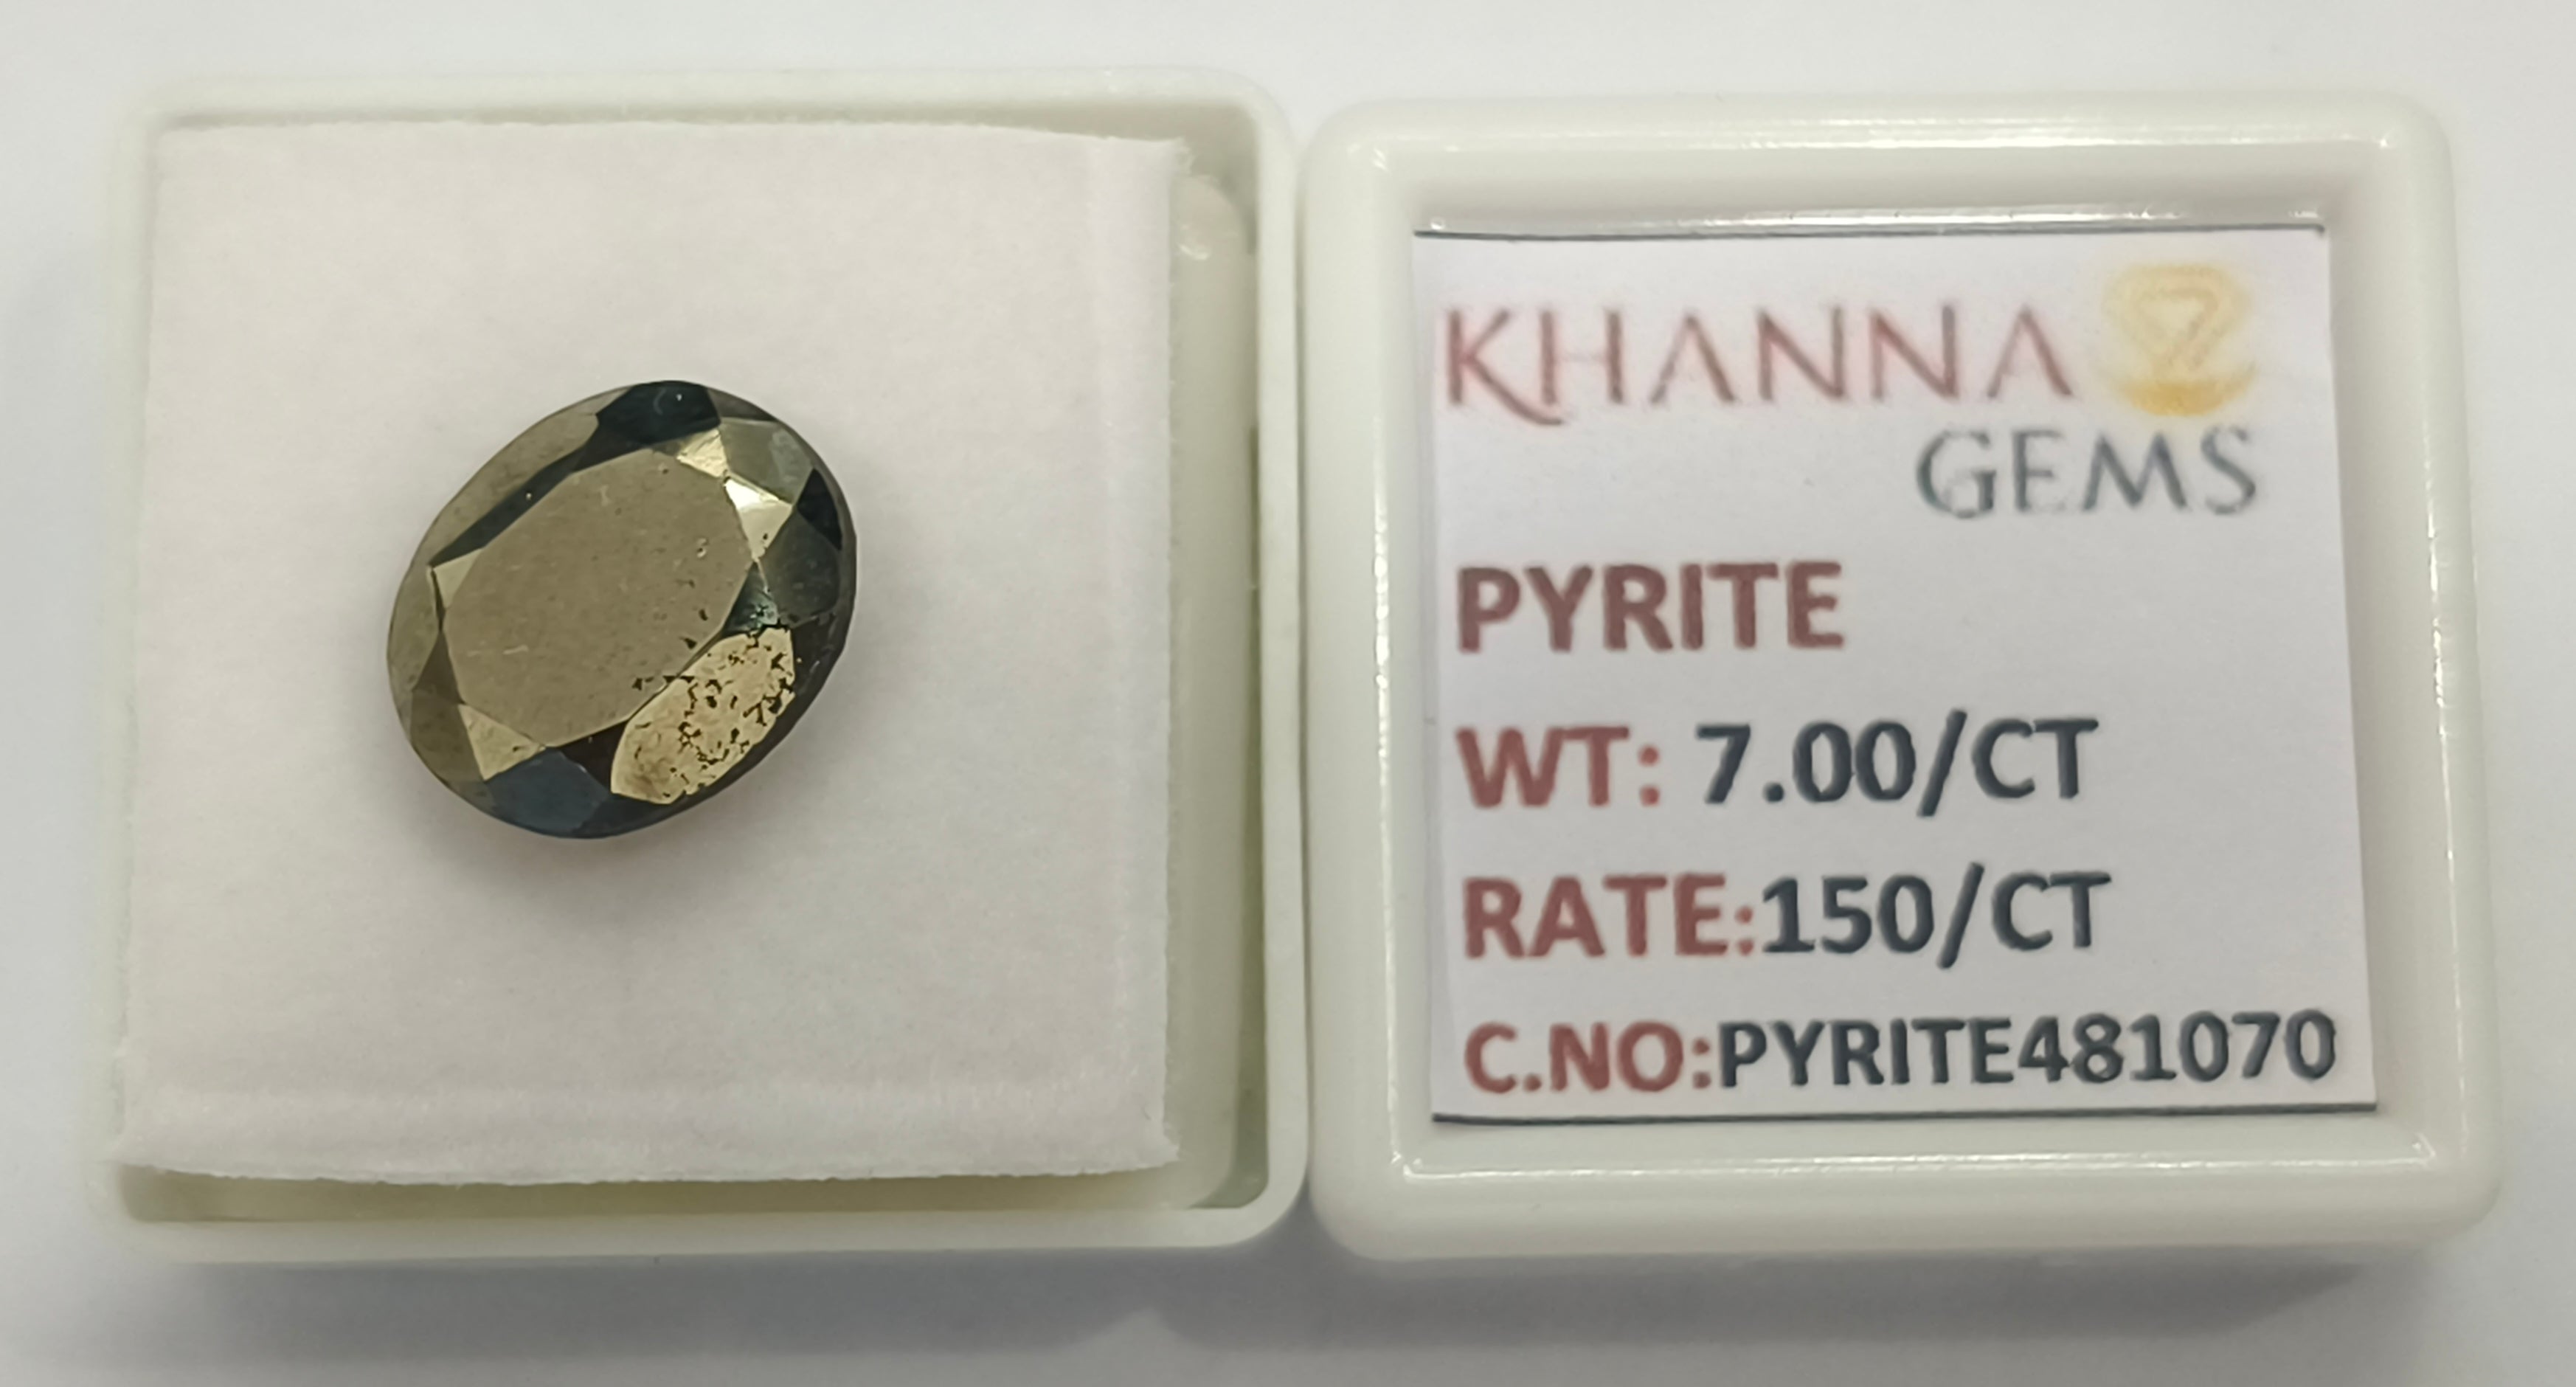 KHANNA
GEMS
PYRITE
WT: 7.00/CT
RATE:150/CT
C.NO:PYRITE481070